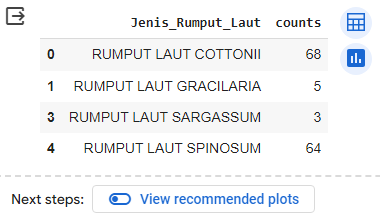 Jenis_Rumput_Laut counts
0 RUMPUT LAUT COTTONII 68
1 RUMPUT LAUT GRACILARIA 5
3 RUMPUT LAUT SARGASSUM 3
4 RUMPUT LAUT SPINOSUM 64
Next steps: View recommended plots